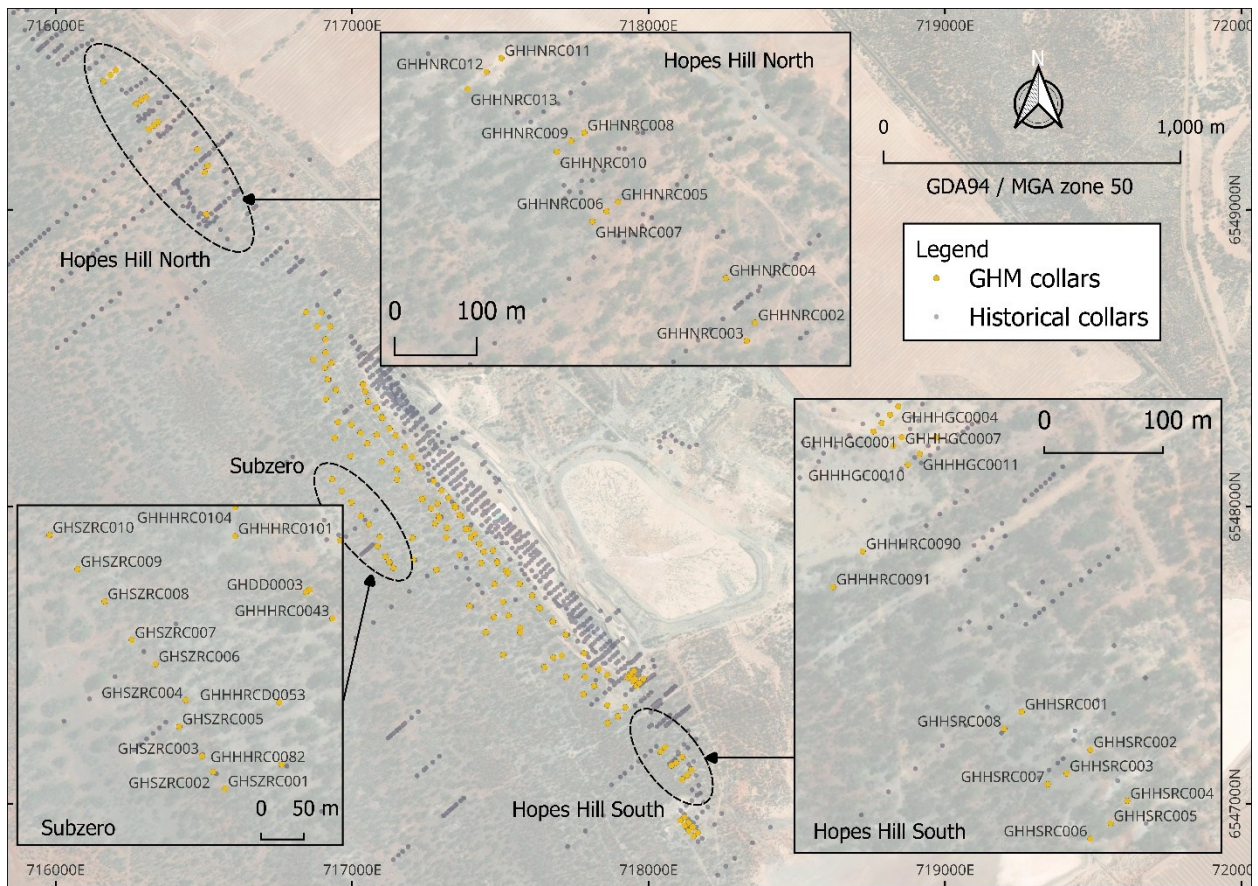 716000E
717000E
718000E
719000E
72000
N
0
1,000 m
GDA94 / MGA zone 50
Legend
GHM collars
Historical collars
6549000N
6548000N
6547000N
Hopes Hill North
Hopes Hill North
GHHNRC011
GHHNRC012
GHHNRC013
GHHNRC008
GHHNRC009
GHHNRC010
GHHNRC005
GHHNRC006
GHHNRC007
GHHNRC004
GHHNRC002
GHHNRC003
0
100 m
Subzero
GHSZRC010
GHHHRC0104
GHHHRC0101
GHSZRC009
GHDD0003
GHSZRC008
GHHHRC0043
GHSZRC007
GHSZRC006
GHSZRC004
GHHHRCD0053
GHSZRC005
GHSZRC003
GHHHRC0082
GHSZRC002
GHSZRC001
0
50 m
Subzero
GHHHGC0004
0
100 m
GHHHGC0001
GHHHGC0007
GHHHGC0010
GHHHGC0011
GHHHRC0090
GHHHRC0091
GHHSRC001
GHHSRC008
GHHSRC002
GHHSRC003
GHHSRC007
GHHSRC004
GHHSRC005
GHHSRC006
Hopes Hill South
Hopes Hill South
716000E
717000E
718000E
719000E
72000